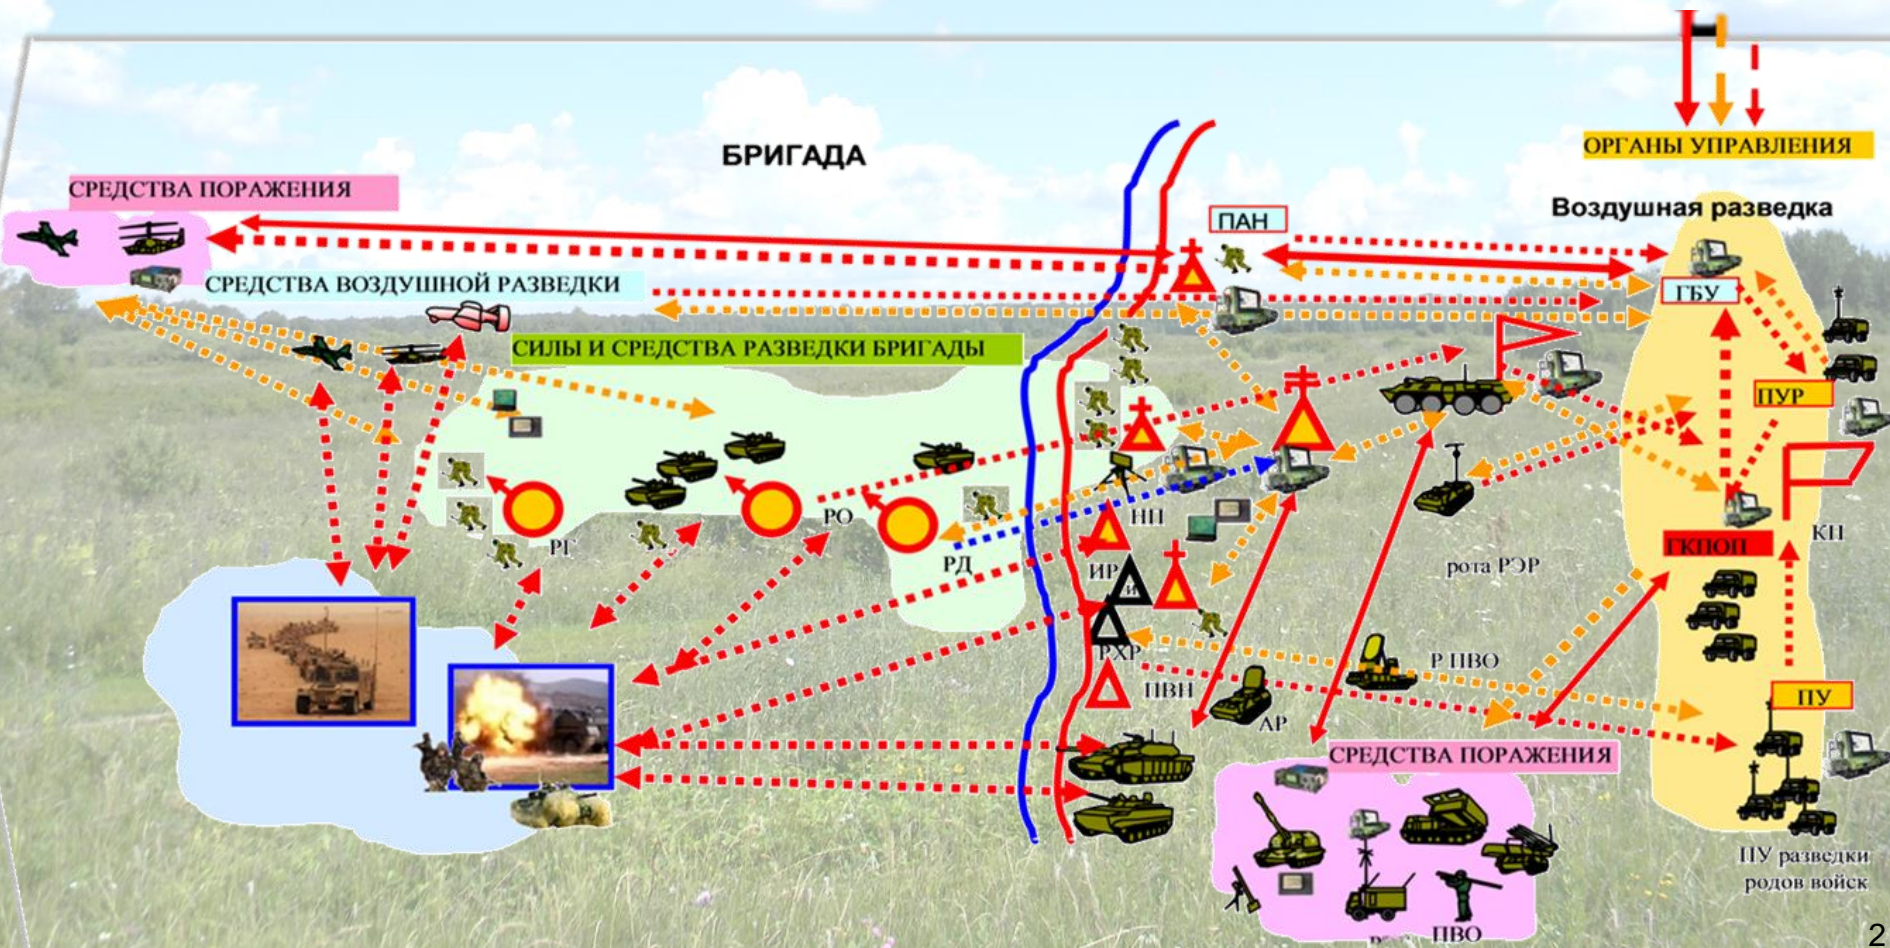 ОРГАНЫ УПРАВЛЕНИЯ
БРИГАДА
СРЕДСТВА ПОРАЖЕНИЯ
Воздушная разведка
ПАН
СРЕДСТВА ВОЗДУШНОЙ РАЗВЕДКИ
ГБУ
СИЛЫ И СРЕДСТВА РАЗВЕДКИ БРИГАДЫ
ПУР
РО
НП
КП
РГ
ГКПОП
РД
ИР
рота РЭР
И
РХР
Р ПВО
ПВН
ПУ
АР
СРЕДСТВА ПОРАЖЕНИЯ
ПУ разведки
родов войск
ПВО
2